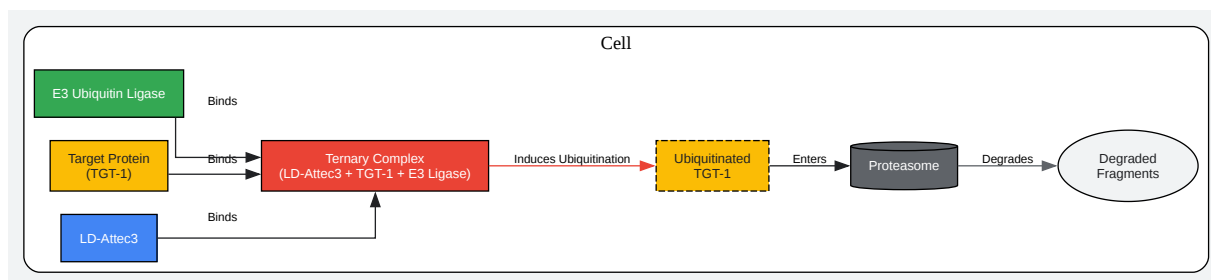 Cell
E3 Ubiquitin Ligase
Binds
Target Protein
(TGT-1)
Binds
Ternary Complex
(LD-Attec3 + TGT-1 + E3 Ligase)
Induces Ubiquitination
Ubiquitinated
TGT-1
Enters
Proteasome
Degrades
Degraded
Fragments
Binds
LD-Attec3